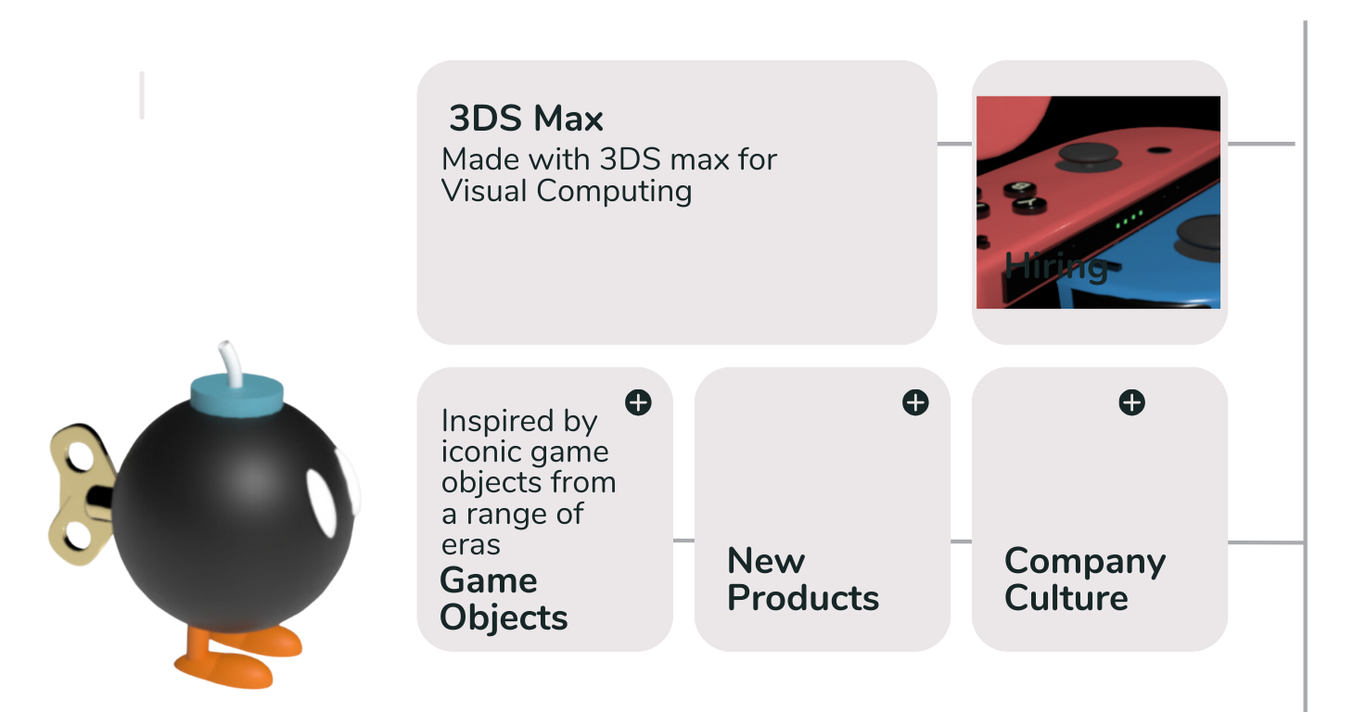 3DS Max
Made with 3DS max for
Visual Computing
Hiring
Inspired by
iconic game
objects from
a range of
eras
Game
Objects
New
Products
Company
Culture